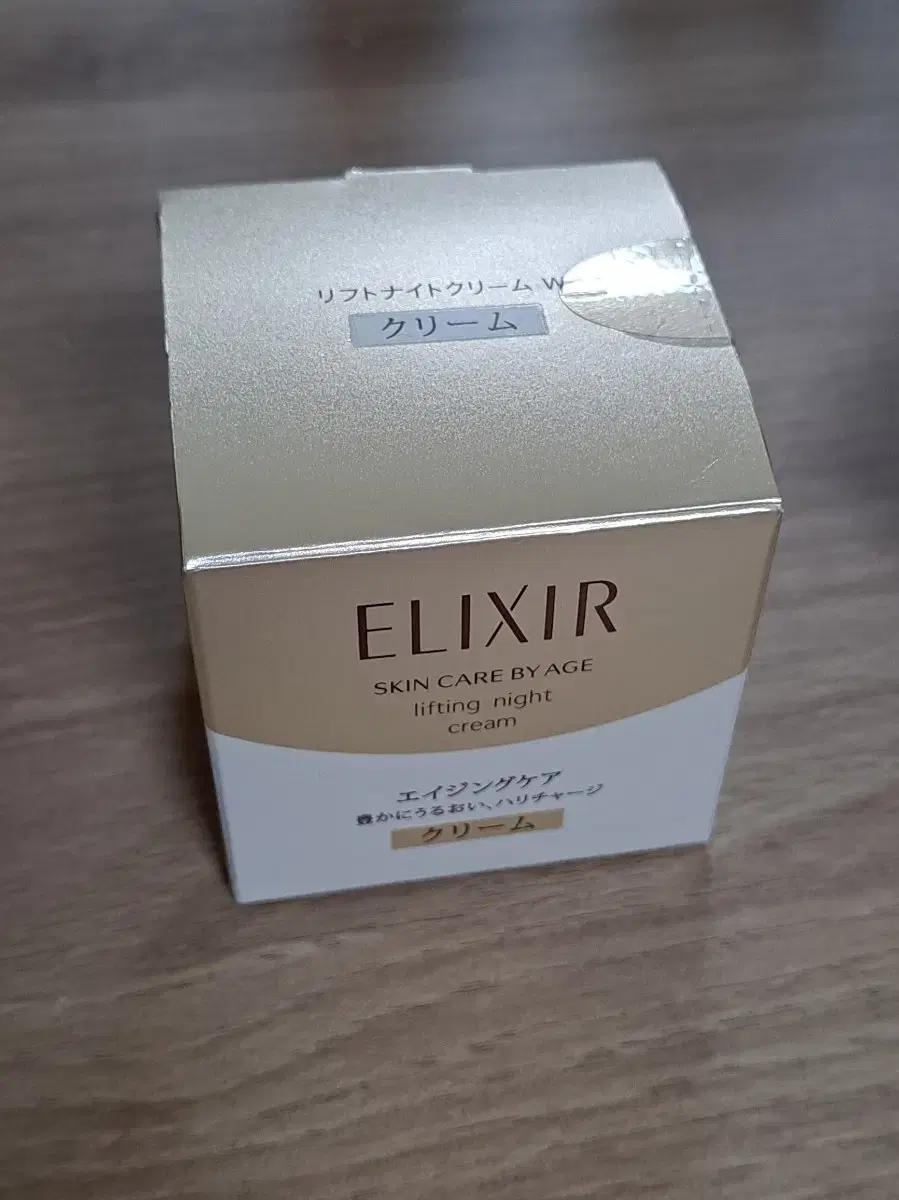 リフトナイトクリーム W
クリーム
ELIXIR
SKIN CARE BY AGE
lifting night
cream
エイジングケア
豊かにうるおい、ハリチャージ
クリーム